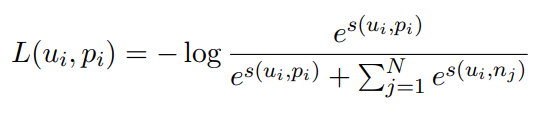 L(u_i, p_i) = − log \frac{e^{s(u_i,p_i)}}{e^{s(u_i,p_i)} + \sum_{j=1}^{N} e^{s(u_i,n_j)}}